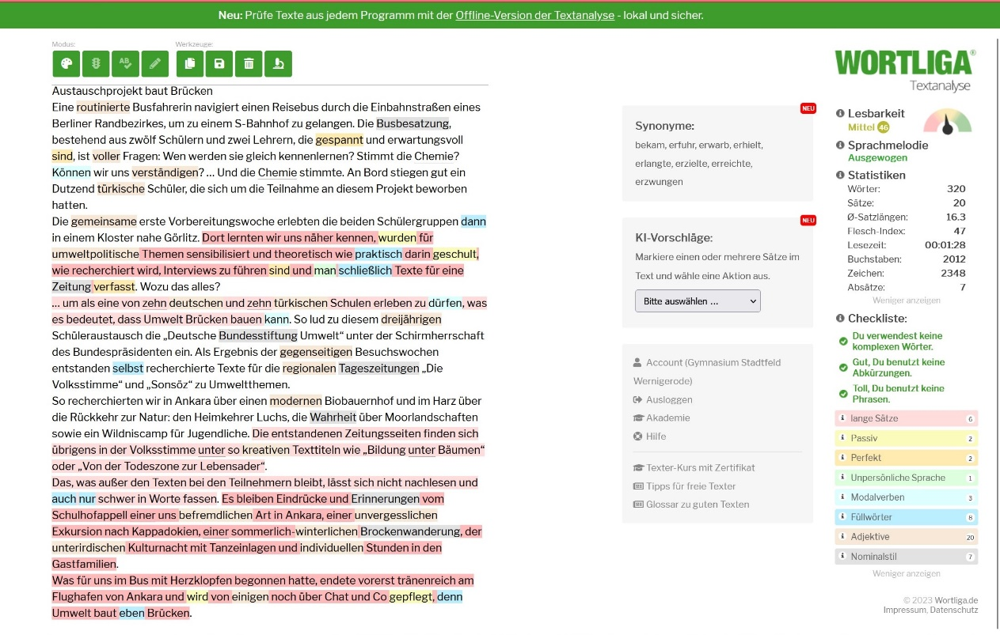 Neu: Prüfe Texte aus jedem Programm mit der Offline-Version der Textanalyse - lokal und sicher.
Modus:
Werkzeuge:
Austauschprojekt baut Brücken
Eine routinierte Busfahrerin navigiert einen Reisebus durch die Einbahnstraßen eines
Berliner Randbezirkes, um zu einem S-Bahnhof zu gelangen. Die Busbesatzung,
bestehend aus zwölf Schülern und zwei Lehrern, die gespannt und erwartungsvoll
sind, ist voller Fragen: Wen werden sie gleich kennenlernen? Stimmt die Chemie?
Können wir uns verständigen? ... Und die Chemie stimmte. An Bord stiegen gut ein
Dutzend türkische Schüler, die sich um die Teilnahme an diesem Projekt beworben
hatten.
Die gemeinsame erste Vorbereitungswoche erlebten die beiden Schülergruppen dann
in einem Kloster nahe Görlitz. Dort lernten wir uns näher kennen, wurden für
umweltpolitische Themen sensibilisiert und theoretisch wie praktisch darin geschult,
wie recherchiert wird, Interviews zu führen sind und man schließlich Texte für eine
Zeitung verfasst. Wozu das alles?
... um als eine von zehn deutschen und zehn türkischen Schulen erleben zu dürfen, was
es bedeutet, dass Umwelt Brücken bauen kann. So lud zu diesem dreijährigen
Schüleraustausch die „Deutsche Bundesstiftung Umwelt“ unter der Schirmherrschaft
des Bundespräsidenten ein. Als Ergebnis der gegenseitigen Besuchswochen
entstanden selbst recherchierte Texte für die regionalen Tageszeitungen „Die
Volksstimme“ und „Sonsöz“ zu Umweltthemen.
So recherchierten wir in Ankara über einen modernen Biobauernhof und im Harz über
die Rückkehr zur Natur: den Heimkehrer Luchs, die Wahrheit über Moorlandschaften
sowie ein Wildniscamp für Jugendliche. Die entstandenen Zeitungsseiten finden sich
übrigens in der Volksstimme unter so kreativen Texttiteln wie „Bildung unter Bäumen“
oder „Von der Todeszone zur Lebensader“.
Das, was außer den Texten bei den Teilnehmern bleibt, lässt sich nicht nachlesen und
auch nur schwer in Worte fassen. Es bleiben Eindrücke und Erinnerungen vom
Schulhofappell einer uns befremdlichen Art in Ankara, einer unvergesslichen
Exkursion nach Kappadokien, einer sommerlich-winterlichen Brockenwanderung, der
unterirdischen Kulturnacht mit Tanzeinlagen und individuellen Stunden in den
Gastfamilien.
Was für uns im Bus mit Herzklopfen begonnen hatte, endete vorerst tränenreich am
Flughafen von Ankara und wird von einigen noch über Chat und Co gepflegt, denn
Umwelt baut eben Brücken.
NEU
Synonyme:
bekam, erfuhr, erwarb, erhielt,
erlangte, erzielte, erreichte,
erzwungen
NEU
KI-Vorschläge:
Markiere einen oder mehrere Sätze im
Text und wähle eine Aktion aus.
Bitte auswählen ...
Account (Gymnasium Stadtfeld
Wernigerode)
Ausloggen
Akademie
Hilfe
Texter-Kurs mit Zertifikat
Tipps für freie Texter
Glossar zu guten Texten
WORTLIGA®
Textanalyse
Lesbarkeit
Mittel 46
Sprachmelodie
Ausgewogen
Statistiken
Wörter: 320
Sätze: 20
Ø-Satzlängen: 16.3
Flesch-Index: 47
Lesezeit: 00:01:28
Buchstaben: 2012
Zeichen: 2348
Absätze: 7
Weniger anzeigen
Checkliste:
Du verwendest keine
komplexen Wörter.
Gut, Du benutzt keine
Abkürzungen.
Toll, Du benutzt keine
Phrasen.
lange Sätze 6
Passiv 2
Perfekt 2
Unpersönliche Sprache 1
Modalverben 3
Füllwörter 8
Adjektive 20
Nominalstil 7
Weniger anzeigen
© 2023 Wortliga.de
Impressum, Datenschutz